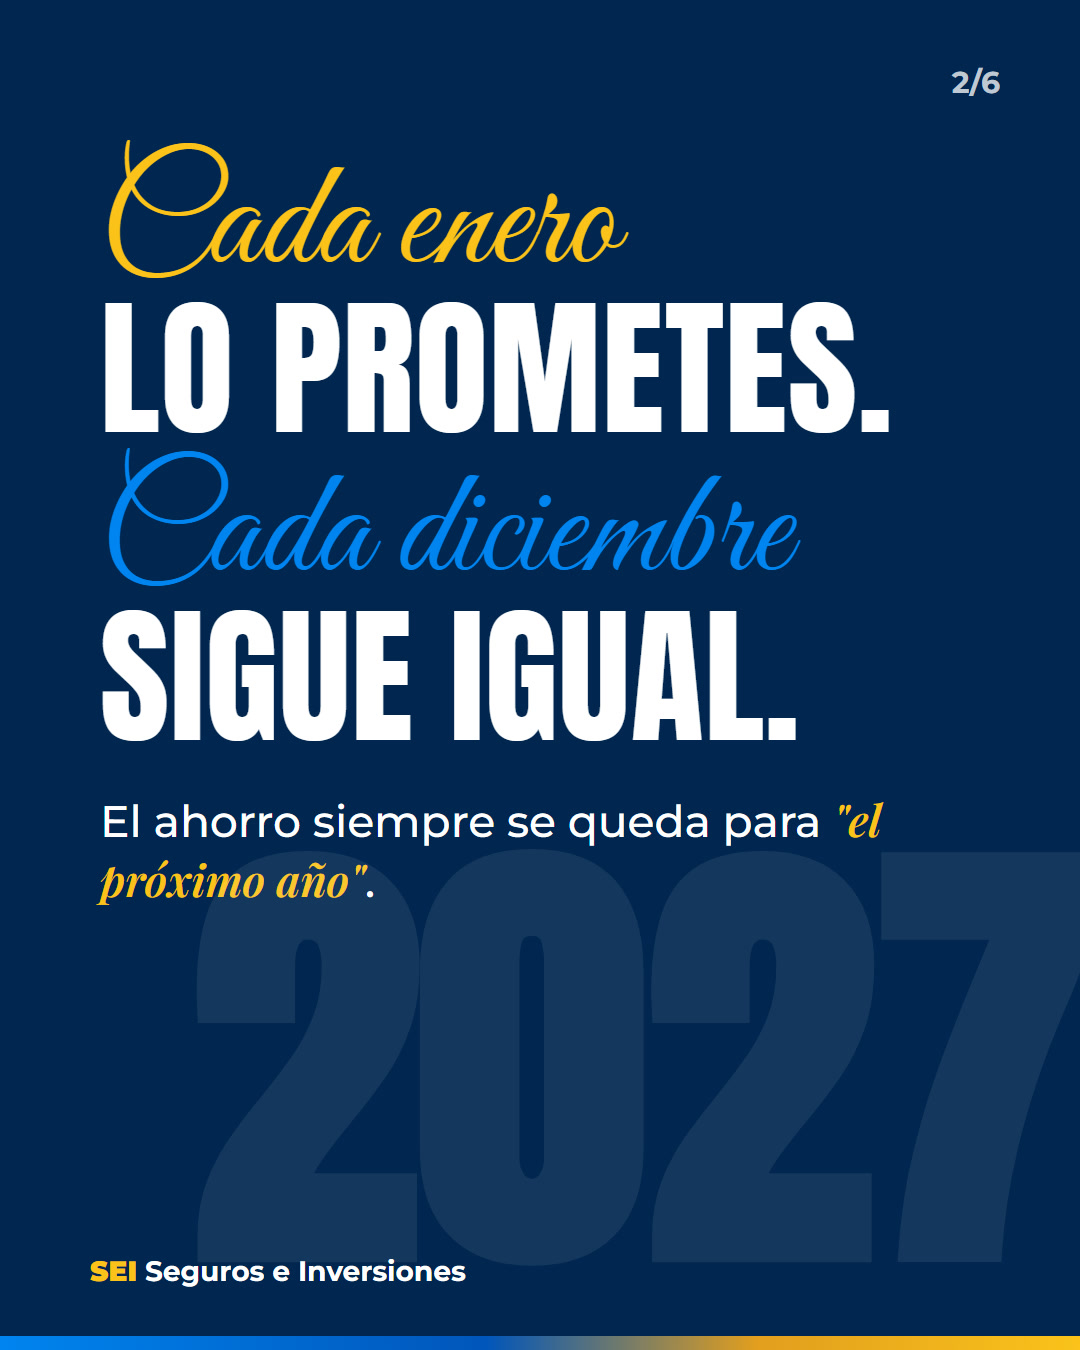 2/6
Cada enero
LO PROMETES.
Cada diciembre
SIGUE IGUAL.
El ahorro siempre se queda para "el
próximo año".
2027
SEI Seguros e Inversiones